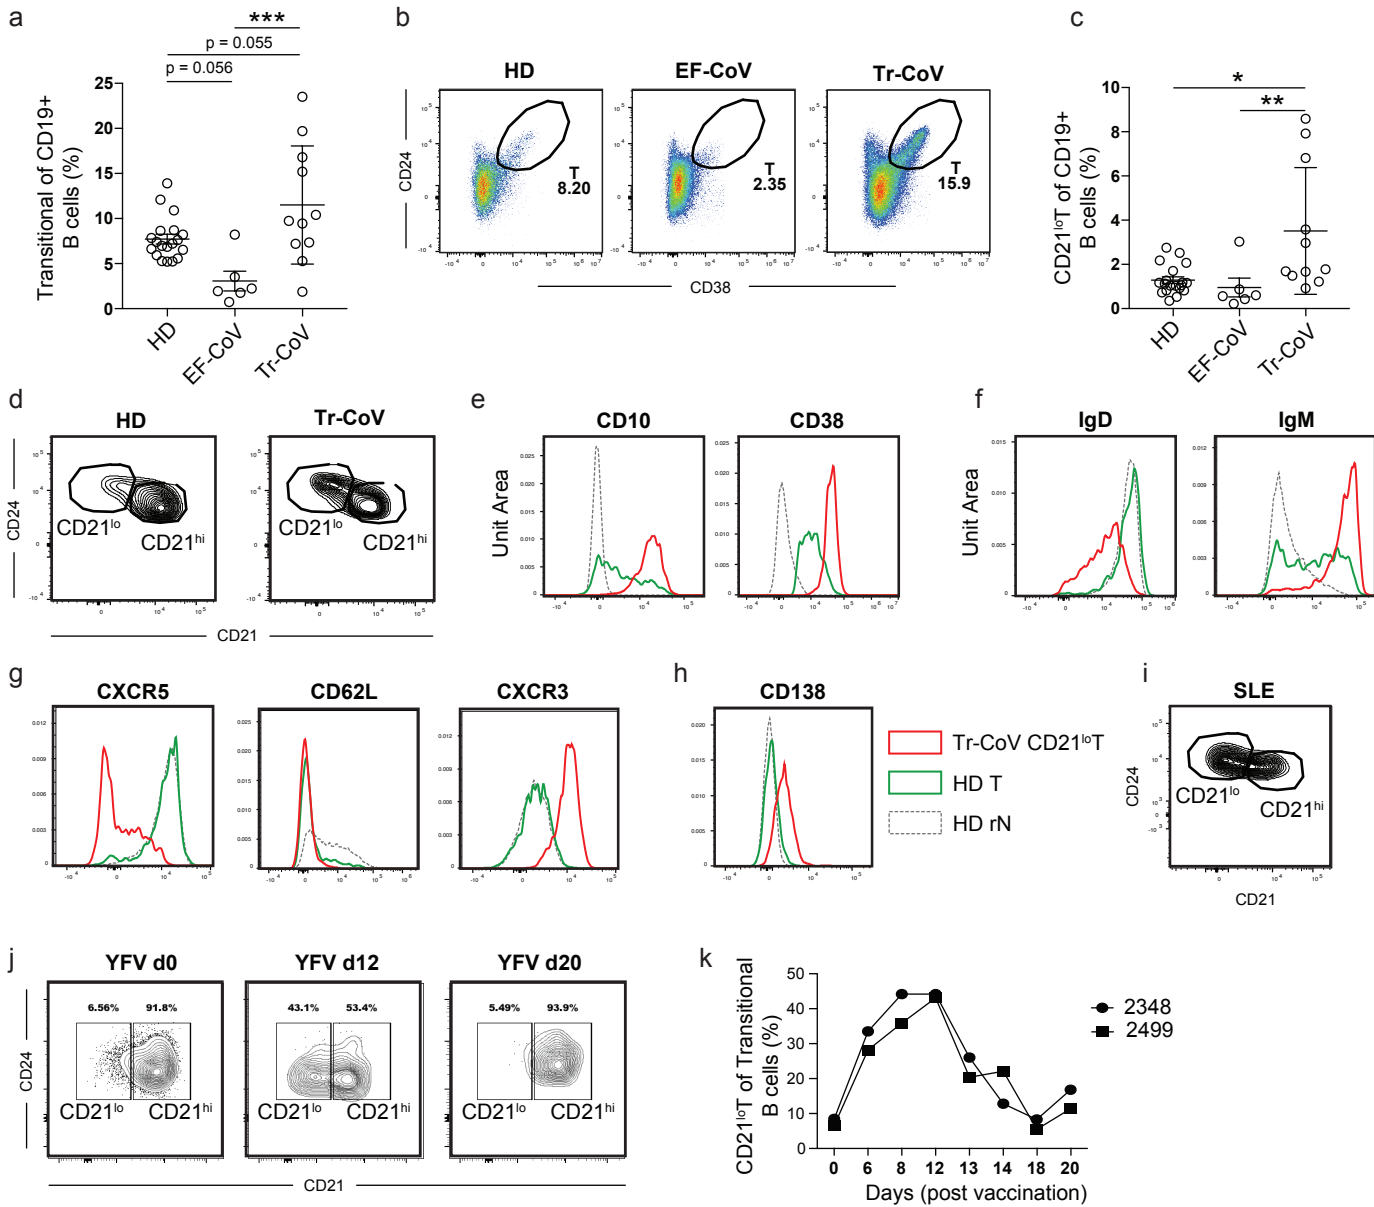 a
***
p = 0.055
p = 0.056
Transitional of CD19+
B cells (%)
25
20
15
10
5
0
HD
EF-CoV
Tr-CoV
b
HD
EF-CoV
Tr-CoV
CD24
T
8.20
T
2.35
T
15.9
CD38
c
*
**
CD21ˡᵒT of CD19+
B cells (%)
10
8
6
4
2
0
HD
EF-CoV
Tr-CoV
d
HD
Tr-CoV
CD24
CD21ˡᵒ
CD21ʰⁱ
CD21ˡᵒ
CD21ʰⁱ
CD21
e
CD10
CD38
Unit Area
f
IgD
IgM
Unit Area
g
CXCR5
CD62L
CXCR3
h
CD138
Tr-CoV CD21ˡᵒT
HD T
HD rN
i
SLE
CD24
CD21ˡᵒ
CD21ʰⁱ
CD21
j
YFV d0
YFV d12
YFV d20
6.56%
91.8%
43.1%
53.4%
5.49%
93.9%
CD24
CD21ˡᵒ
CD21ʰⁱ
CD21ˡᵒ
CD21ʰⁱ
CD21ˡᵒ
CD21ʰⁱ
CD21
k
CD21ˡᵒT of Transitional
B cells (%)
50
40
30
20
10
0
0 6 8 12 13 14 18 20
Days (post vaccination)
2348
2499